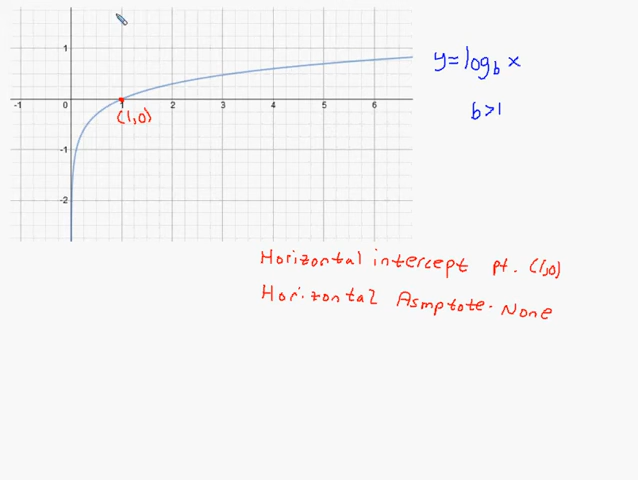 1
-1 0 1 2 3 4 5 6
(1,0)
-1
-2
y=log_b x
b>1
Horizontal intercept pt. (1,0)
Horizontal Asmptote- None